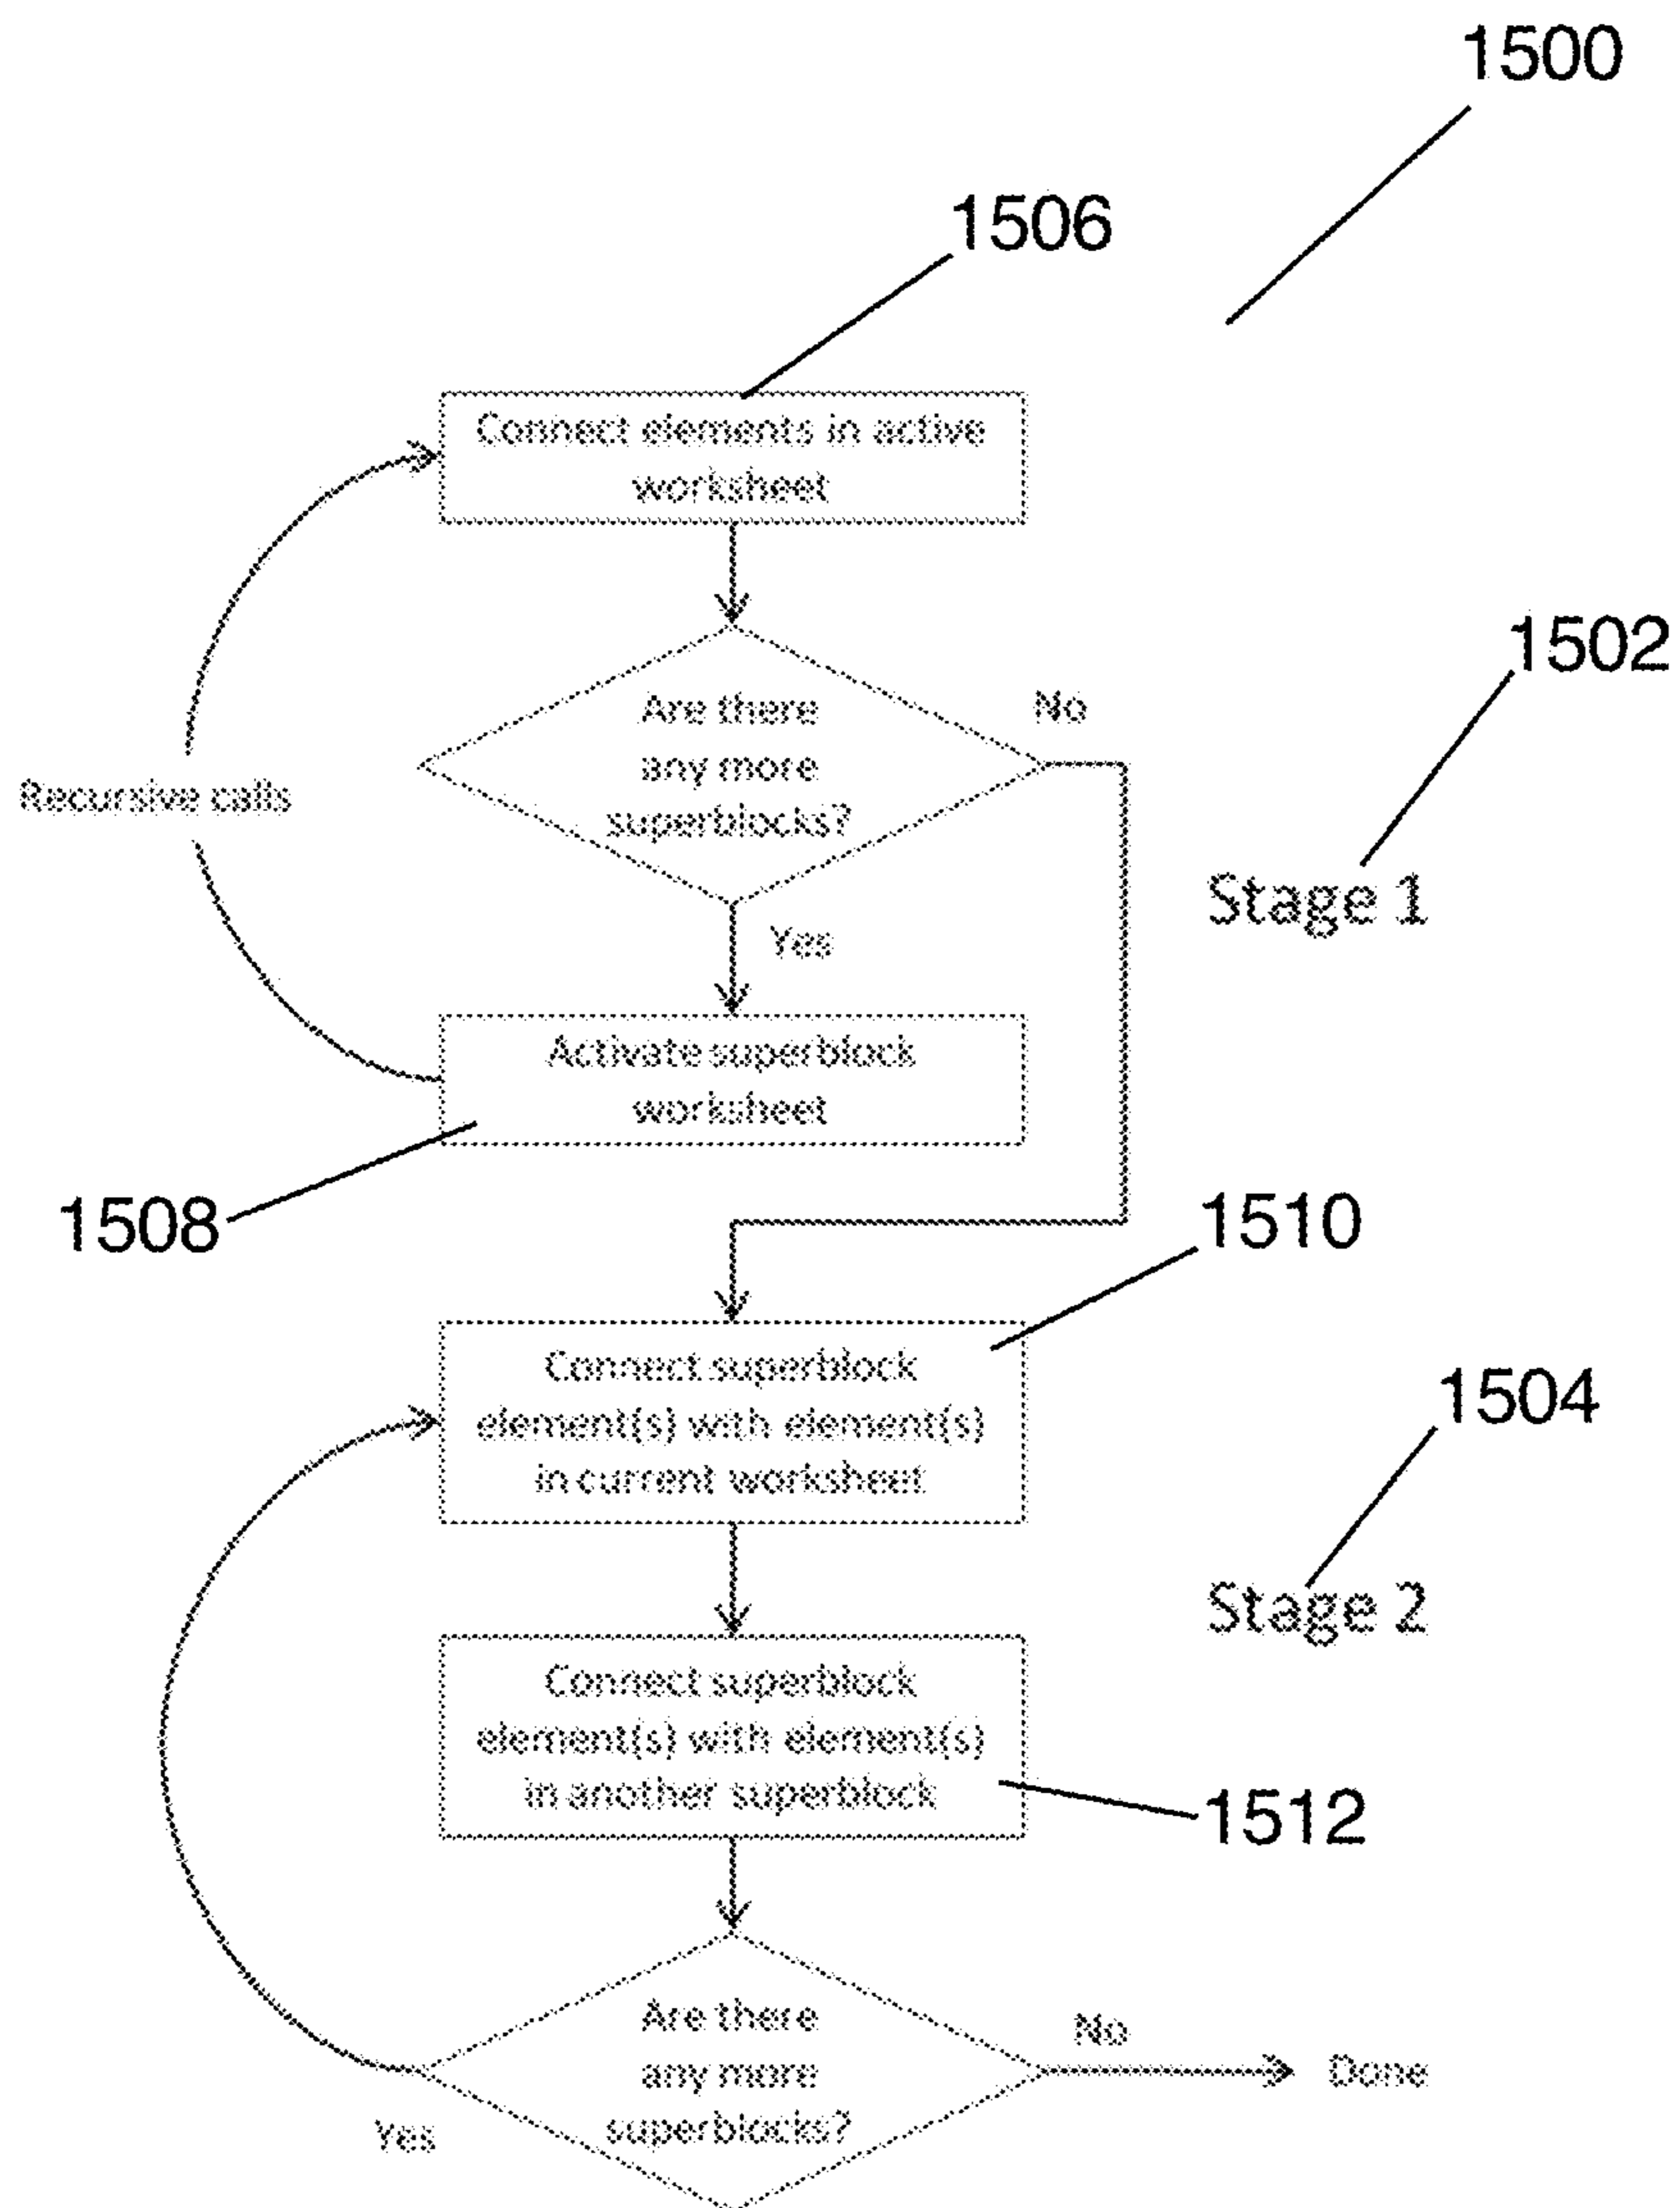 1500
1506
Connect elements in active
worksheet
1502
Are there
any more
superblocks?
No
Recursive calls
Stage 1
Yes
Activate superblock
worksheet
1508
1510
Connect superblock
element(s) with element(s)
in current worksheet
1504
Stage 2
Connect superblock
element(s) with element(s)
in another superblock
1512
Are there
any more
superblocks?
No
Done
Yes